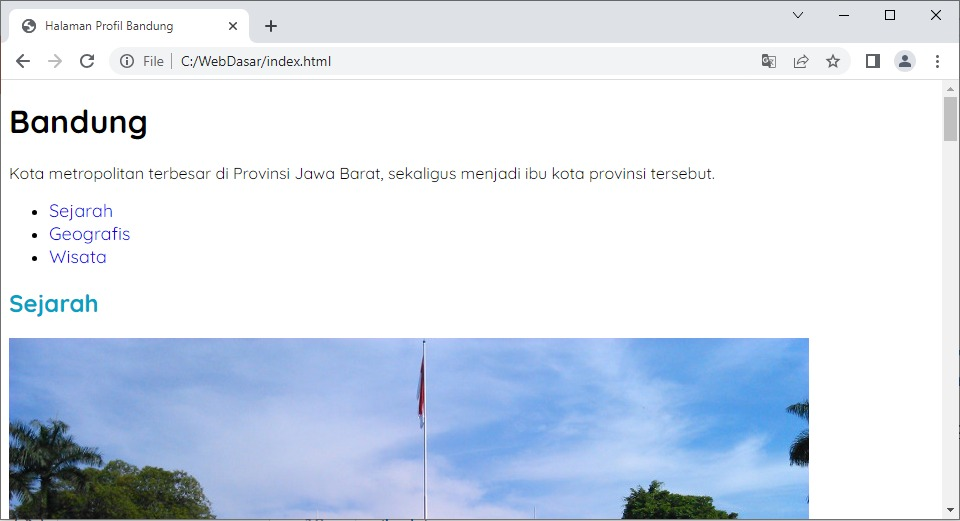 Halaman Profil Bandung
File
C:/WebDasar/index.html
Bandung
Kota metropolitan terbesar di Provinsi Jawa Barat, sekaligus menjadi ibu kota provinsi tersebut.
Sejarah
Geografis
Wisata
Sejarah